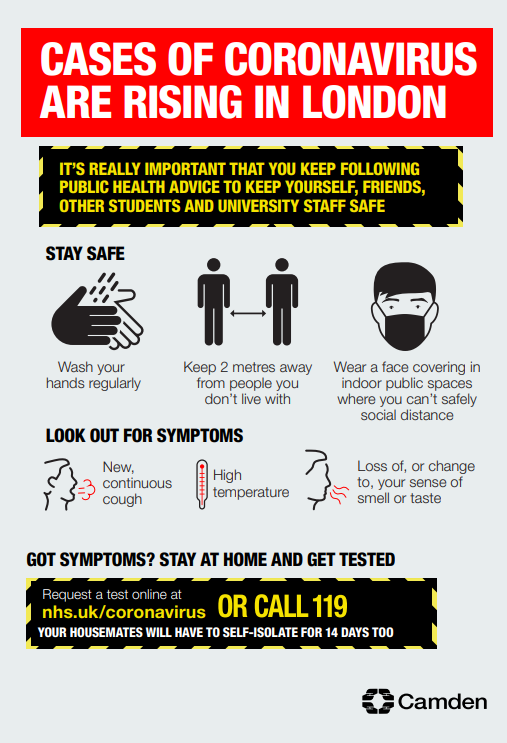 CASES OF CORONAVIRUS
ARE RISING IN LONDON
IT'S REALLY IMPORTANT THAT YOU KEEP FOLLOWING
PUBLIC HEALTH ADVICE TO KEEP YOURSELF, FRIENDS,
OTHER STUDENTS AND UNIVERSITY STAFF SAFE
STAY SAFE
Wash your
hands regularly
Keep 2 metres away
from people you
don't live with
Wear a face covering in
indoor public spaces
where you can't safely
social distance
LOOK OUT FOR SYMPTOMS
New,
continuous
cough
High
temperature
Loss of, or change
to, your sense of
smell or taste
GOT SYMPTOMS? STAY AT HOME AND GET TESTED
Request a test online at
nhs.uk/coronavirus OR CALL 119
YOUR HOUSEMATES WILL HAVE TO SELF-ISOLATE FOR 14 DAYS TOO
Camden